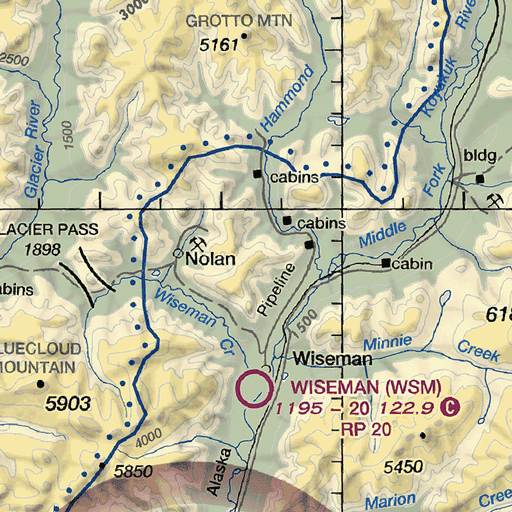 3000
GROTTO MTN
5161
2500
River
Koyukuk
Hammond
Glacier River
1500
bldg
cabins
Fork
cabins
Middle
LACIER PASS
1898
Nolan
cabin
abins
Pipeline
Wiseman Cr
1500
618
Minnie
Creek
LUECLOUD
MOUNTAIN
Wiseman
WISEMAN (WSM)
5903
1195 – 20 122.9 C
RP 20
4000
5850
5450
Alaska
Marion
Cree